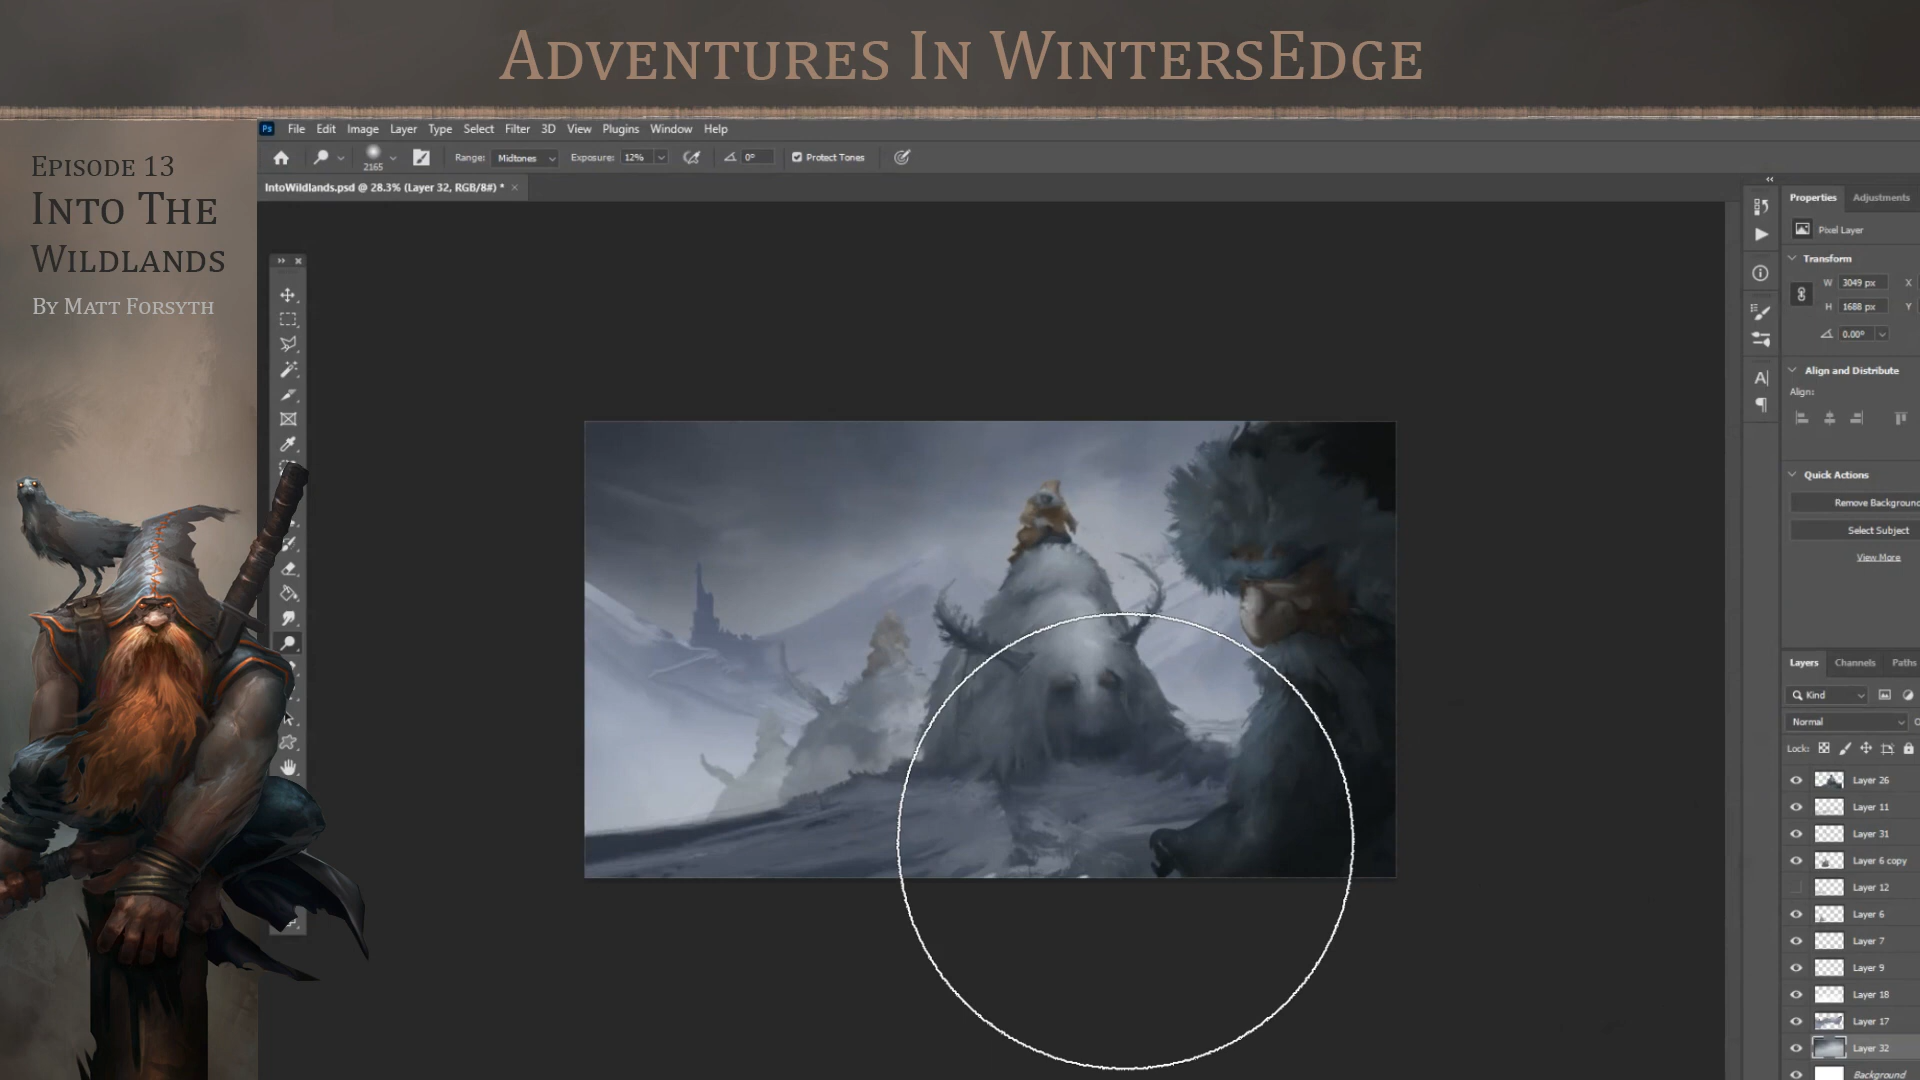 Adventures In WintersEdge
Episode 13
Into The
Wildlands
By Matt Forsyth
Ps File Edit Image Layer Type Select Filter 3D View Plugins Window Help
2165 Range: Midtones Exposure: 12% 0° Protect Tones
IntoWildlands.psd @ 28.3% (Layer 32, RGB/8#) * ×
Properties Adjustments
Pixel Layer
Transform
W 3049 px X
H 1688 px Y
0.00°
Align and Distribute
Align:
Quick Actions
Remove Backgroun
Select Subject
View More
Layers Channels Paths
Kind
Normal O
Lock:
Layer 26
Layer 11
Layer 31
Layer 6 copy
Layer 12
Layer 6
Layer 7
Layer 9
Layer 18
Layer 17
Layer 32
Background